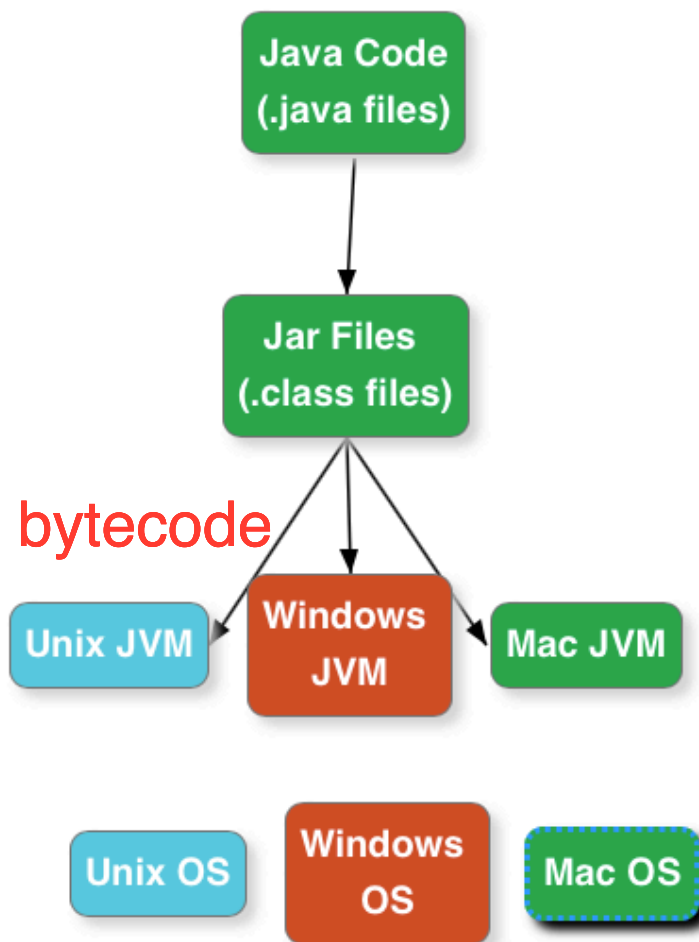 Java Code
(.java files)
Jar Files
(.class files)
bytecode
Unix JVM
Windows
JVM
Mac JVM
Unix OS
Windows
OS
Mac OS